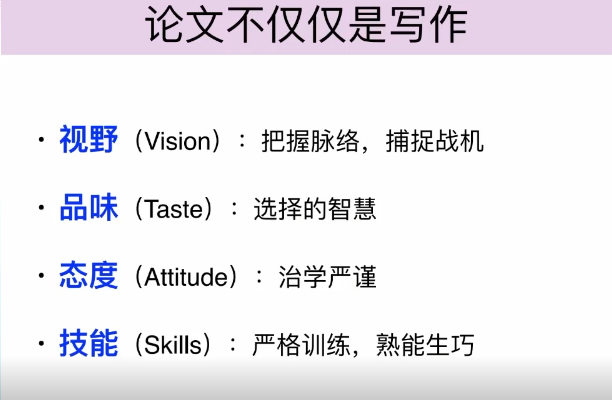 论文不仅仅是写作
· 视野（Vision）：把握脉络，捕捉战机
· 品味（Taste）：选择的智慧
· 态度（Attitude）：治学严谨
· 技能（Skills）：严格训练，熟能生巧